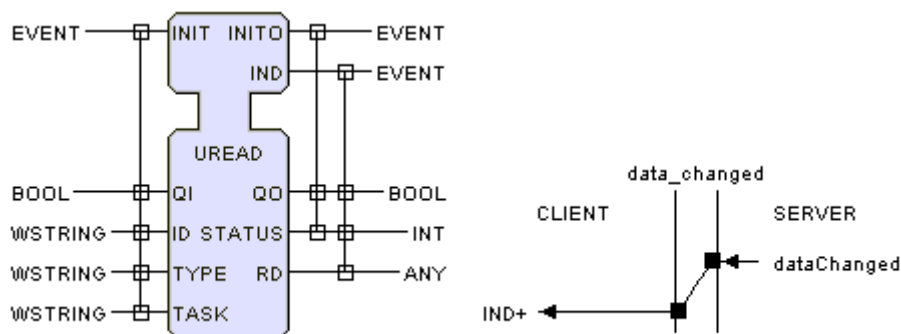 EVENT INIT INITO EVENT
IND EVENT
UREAD
BOOL QI QO BOOL
WSTRING ID STATUS INT
WSTRING TYPE RD ANY
WSTRING TASK
data_changed
CLIENT SERVER
dataChanged
IND+